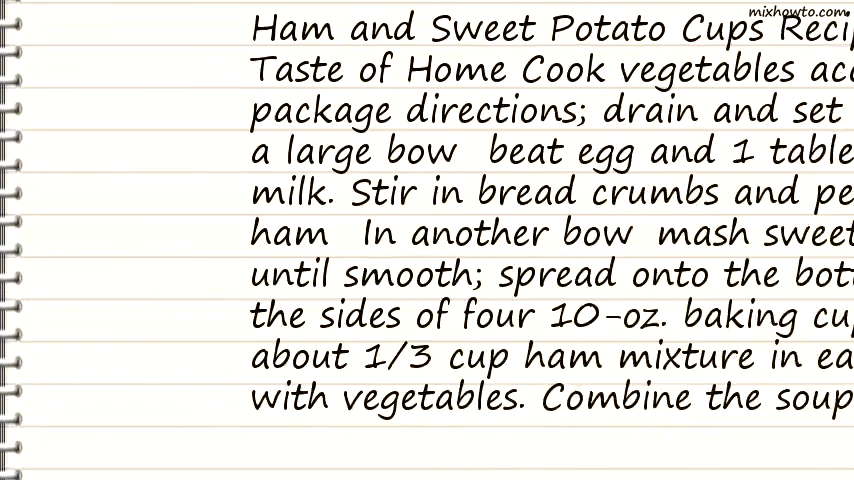 mixhowto.com
Ham and Sweet Potato Cups Reci
Taste of Home Cook vegetables acc
package directions; drain and set
a large bow beat egg and 1 table
milk. Stir in bread crumbs and pe
ham In another bow mash sweet
until smooth; spread onto the bott
the sides of four 10-oz. baking cu
about 1/3 cup ham mixture in ea
with vegetables. Combine the soup